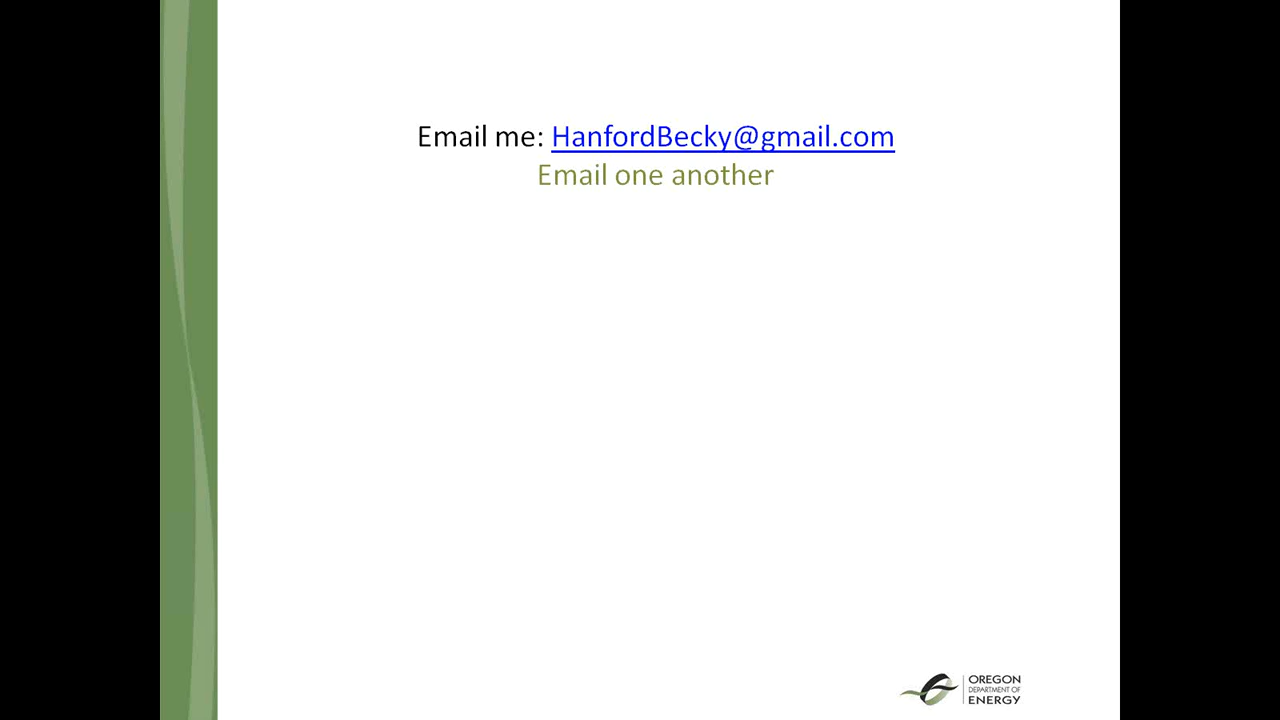 Email me: HanfordBecky@gmail.com
Email one another
OREGON
DEPARTMENT OF
ENERGY